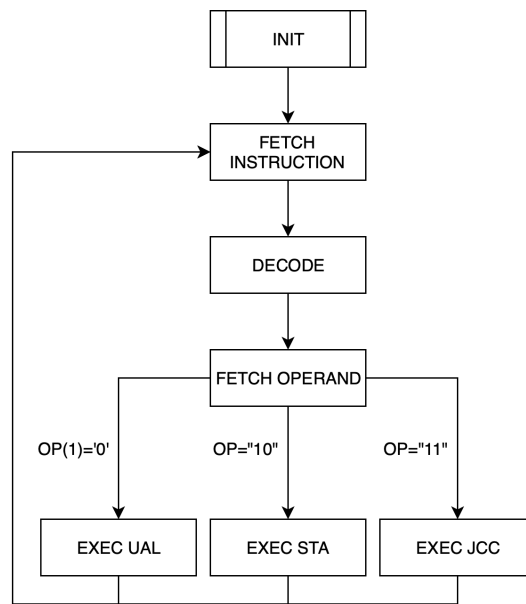 INIT
FETCH
INSTRUCTION
DECODE
FETCH OPERAND
OP(1)='0'
OP="10"
OP="11"
EXEC UAL
EXEC STA
EXEC JCC